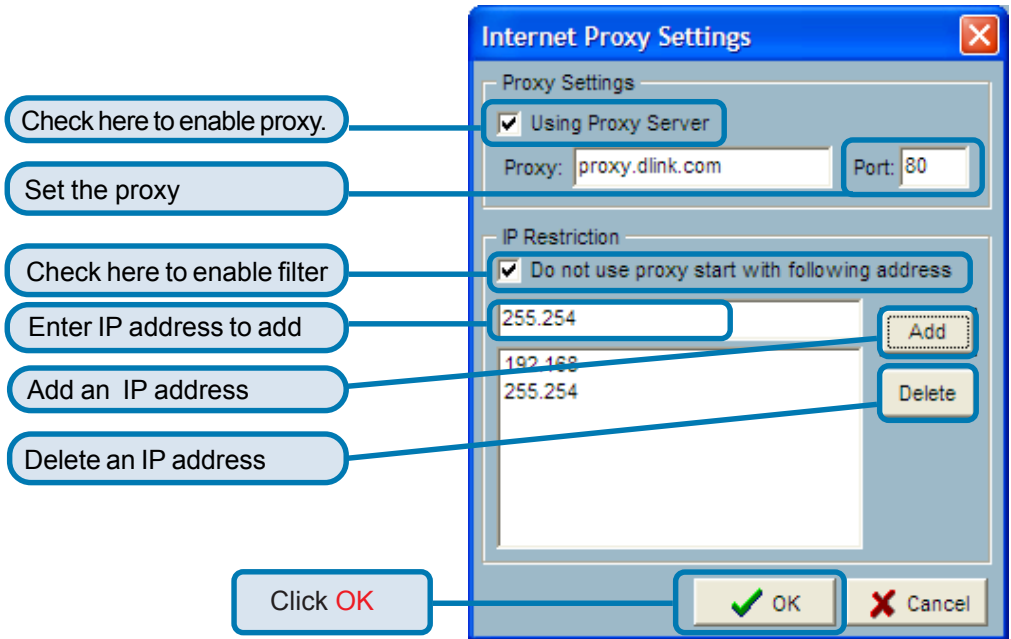 Internet Proxy Settings
Proxy Settings
Check here to enable proxy.
Using Proxy Server
Set the proxy
Proxy: proxy.dlink.com Port: 80
IP Restriction
Check here to enable filter
Do not use proxy start with following address
Enter IP address to add
255.254
Add
192.168
255.254
Add an IP address
Delete
Delete an IP address
Click OK
OK
Cancel